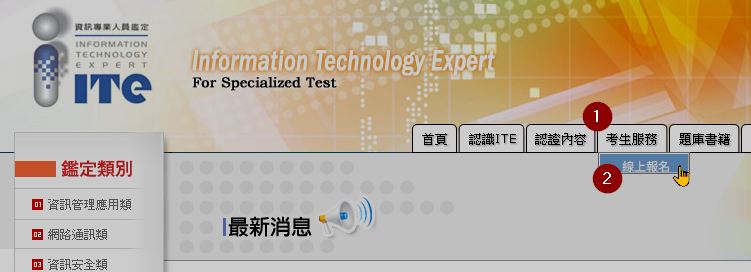 資訊專業人員鑑定
INFORMATION
TECHNOLOGY
EXPERT
iTe
Information Technology Expert
For Specialized Test
1
首頁 認識ITE 認證內容 考生服務 題庫書籍
2 線上報名
鑑定類別
01 資訊管理應用類
02 網路通訊類
03 資訊安全類
最新消息